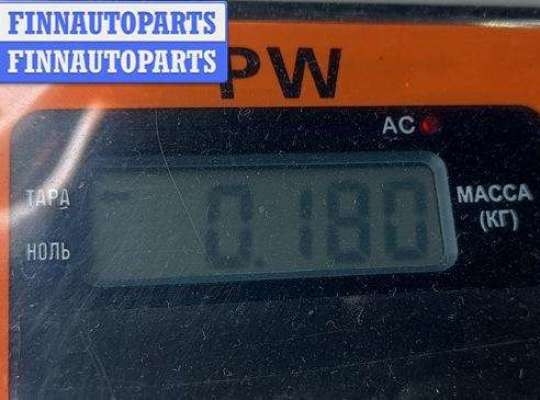 FINNAUTOPARTS
FINNAUTOPARTS
PW
AC
ТАРА
НОЛЬ
0.180
МАССА
(КГ)